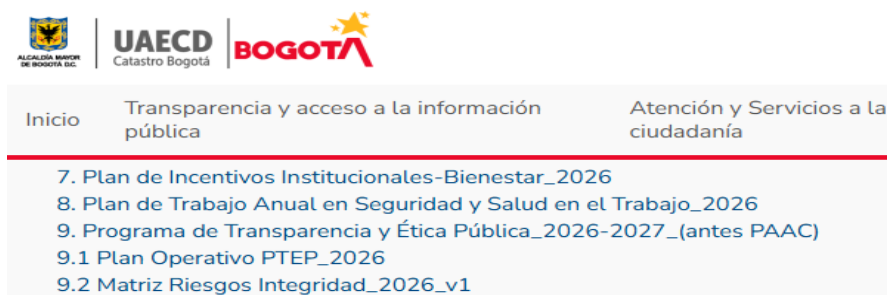 ALCALDÍA MAYOR
DE BOGOTÁ D.C.
UAECD
Catastro Bogotá
BOGOTÁ
Inicio
Transparencia y acceso a la información
pública
Atención y Servicios a la
ciudadanía
7. Plan de Incentivos Institucionales-Bienestar_2026
8. Plan de Trabajo Anual en Seguridad y Salud en el Trabajo_2026
9. Programa de Transparencia y Ética Pública_2026-2027_(antes PAAC)
9.1 Plan Operativo PTEP_2026
9.2 Matriz Riesgos Integridad_2026_v1